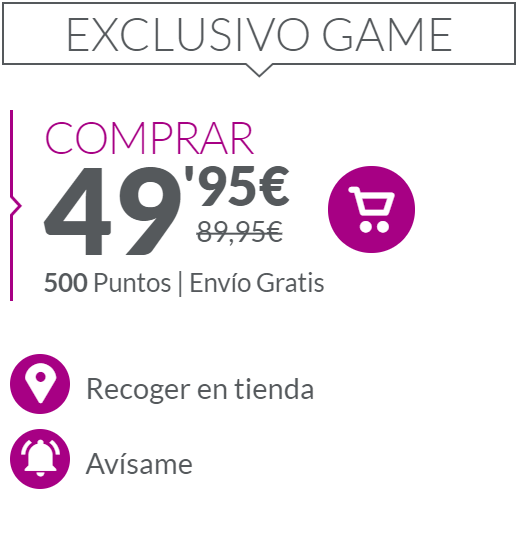 EXCLUSIVO GAME
COMPRAR
49'95€
89,95€
500 Puntos | Envío Gratis
Recoger en tienda
Avísame